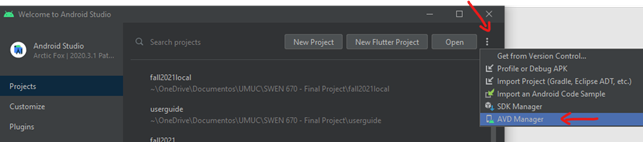 Welcome to Android Studio
Android Studio
Arctic Fox | 2020.3.1 Patc
Search projects
New Project
New Flutter Project
Open
Projects
Customize
Plugins
fall2021local
~\OneDrive\Documentos\UMUC\SWEN 670 - Final Project\fall2021local
userguide
~\OneDrive\Documentos\UMUC\SWEN 670 - Final Project\userguide
fall2021
Get from Version Control...
Profile or Debug APK
Import Project (Gradle, Eclipse ADT, etc.)
Import an Android Code Sample
SDK Manager
AVD Manager